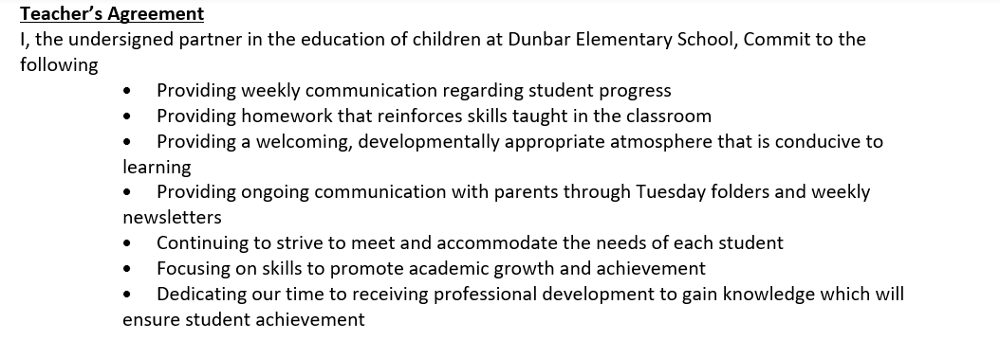 Teacher's Agreement
I, the undersigned partner in the education of children at Dunbar Elementary School, Commit to the
following
• Providing weekly communication regarding student progress
• Providing homework that reinforces skills taught in the classroom
• Providing a welcoming, developmentally appropriate atmosphere that is conducive to
learning
• Providing ongoing communication with parents through Tuesday folders and weekly
newsletters
• Continuing to strive to meet and accommodate the needs of each student
• Focusing on skills to promote academic growth and achievement
• Dedicating our time to receiving professional development to gain knowledge which will
ensure student achievement